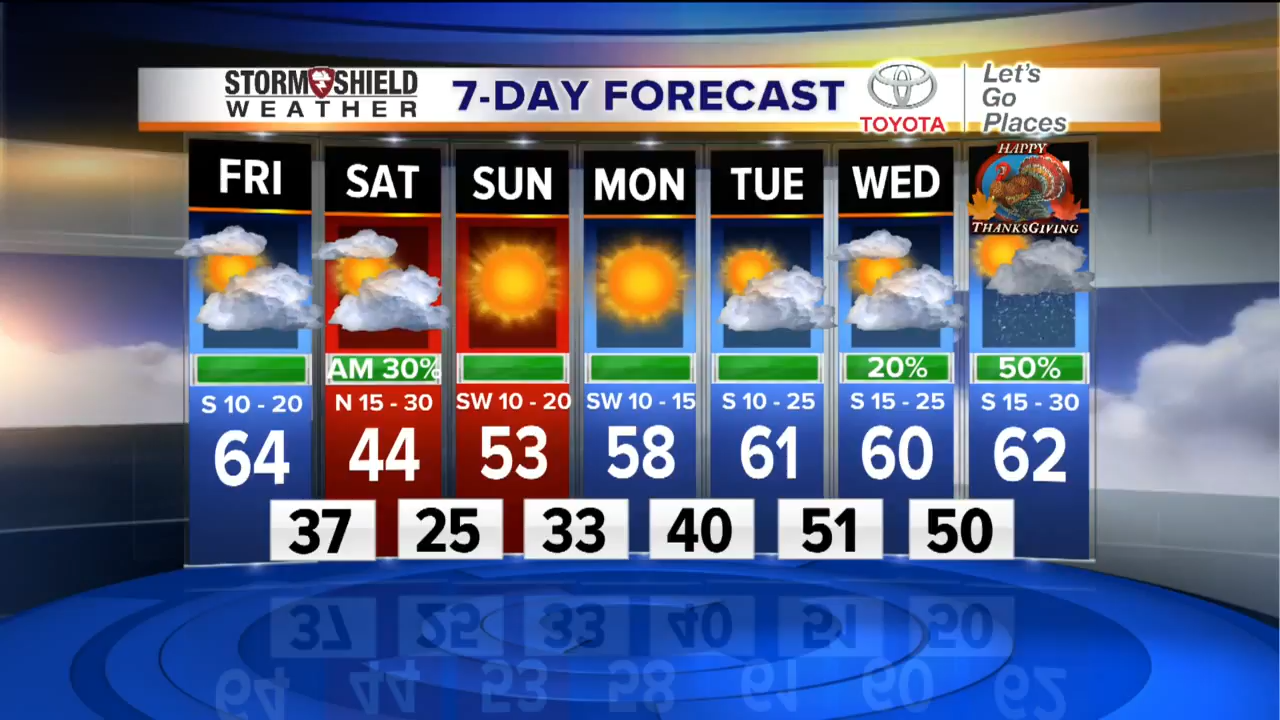 STORM SHIELD
WEATHER
7-DAY FORECAST
TOYOTA
Let's
Go
Places
FRI SAT SUN MON TUE WED
HAPPY
THANKSGIVING
AM 30% 20% 50%
S 10 - 20 N 15 - 30 SW 10 - 20 SW 10 - 15 S 10 - 25 S 15 - 25 S 15 - 30
64 44 53 58 61 60 62
37 25 33 40 51 50